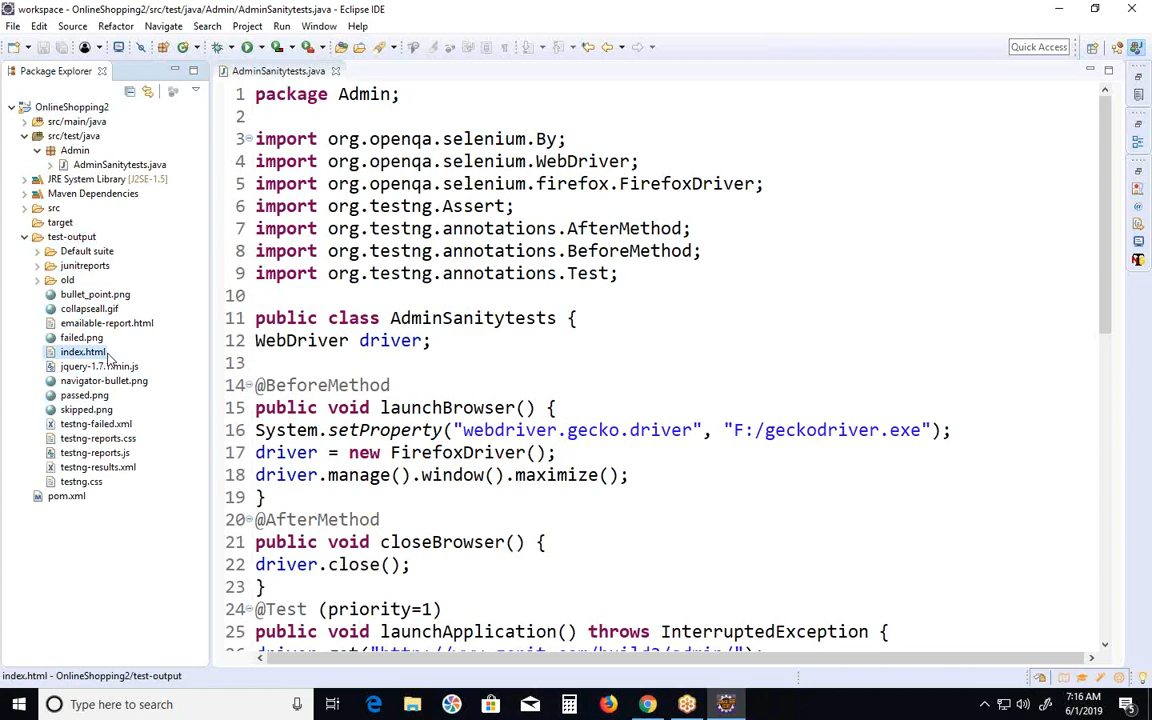 workspace - OnlineShopping2/src/test/java/Admin/AdminSanitytests.java - Eclipse IDE
File Edit Source Refactor Navigate Search Project Run Window Help
Quick Access
Package Explorer
AdminSanitytests.java
OnlineShopping2
src/main/java
src/test/java
Admin
AdminSanitytests.java
JRE System Library [J2SE-1.5]
Maven Dependencies
src
target
test-output
Default suite
junitreports
old
bullet_point.png
collapseall.gif
emailable-report.html
failed.png
index.html
jquery-1.7.1.min.js
navigator-bullet.png
passed.png
skipped.png
testng-failed.xml
testng-reports.css
testng-reports.js
testng-results.xml
testng.css
pom.xml
1 package Admin;
2
3 import org.openqa.selenium.By;
4 import org.openqa.selenium.WebDriver;
5 import org.openqa.selenium.firefox.FirefoxDriver;
6 import org.testng.Assert;
7 import org.testng.annotations.AfterMethod;
8 import org.testng.annotations.BeforeMethod;
9 import org.testng.annotations.Test;
10
11 public class AdminSanitytests {
12 WebDriver driver;
13
14 @BeforeMethod
15 public void launchBrowser() {
16 System.setProperty("webdriver.gecko.driver", "F:/geckodriver.exe");
17 driver = new FirefoxDriver();
18 driver.manage().window().maximize();
19 }
20 @AfterMethod
21 public void closeBrowser() {
22 driver.close();
23 }
24 @Test (priority=1)
25 public void launchApplication() throws InterruptedException {
index.html - OnlineShopping2/test-output
Type here to search
7:16 AM
6/1/2019
5